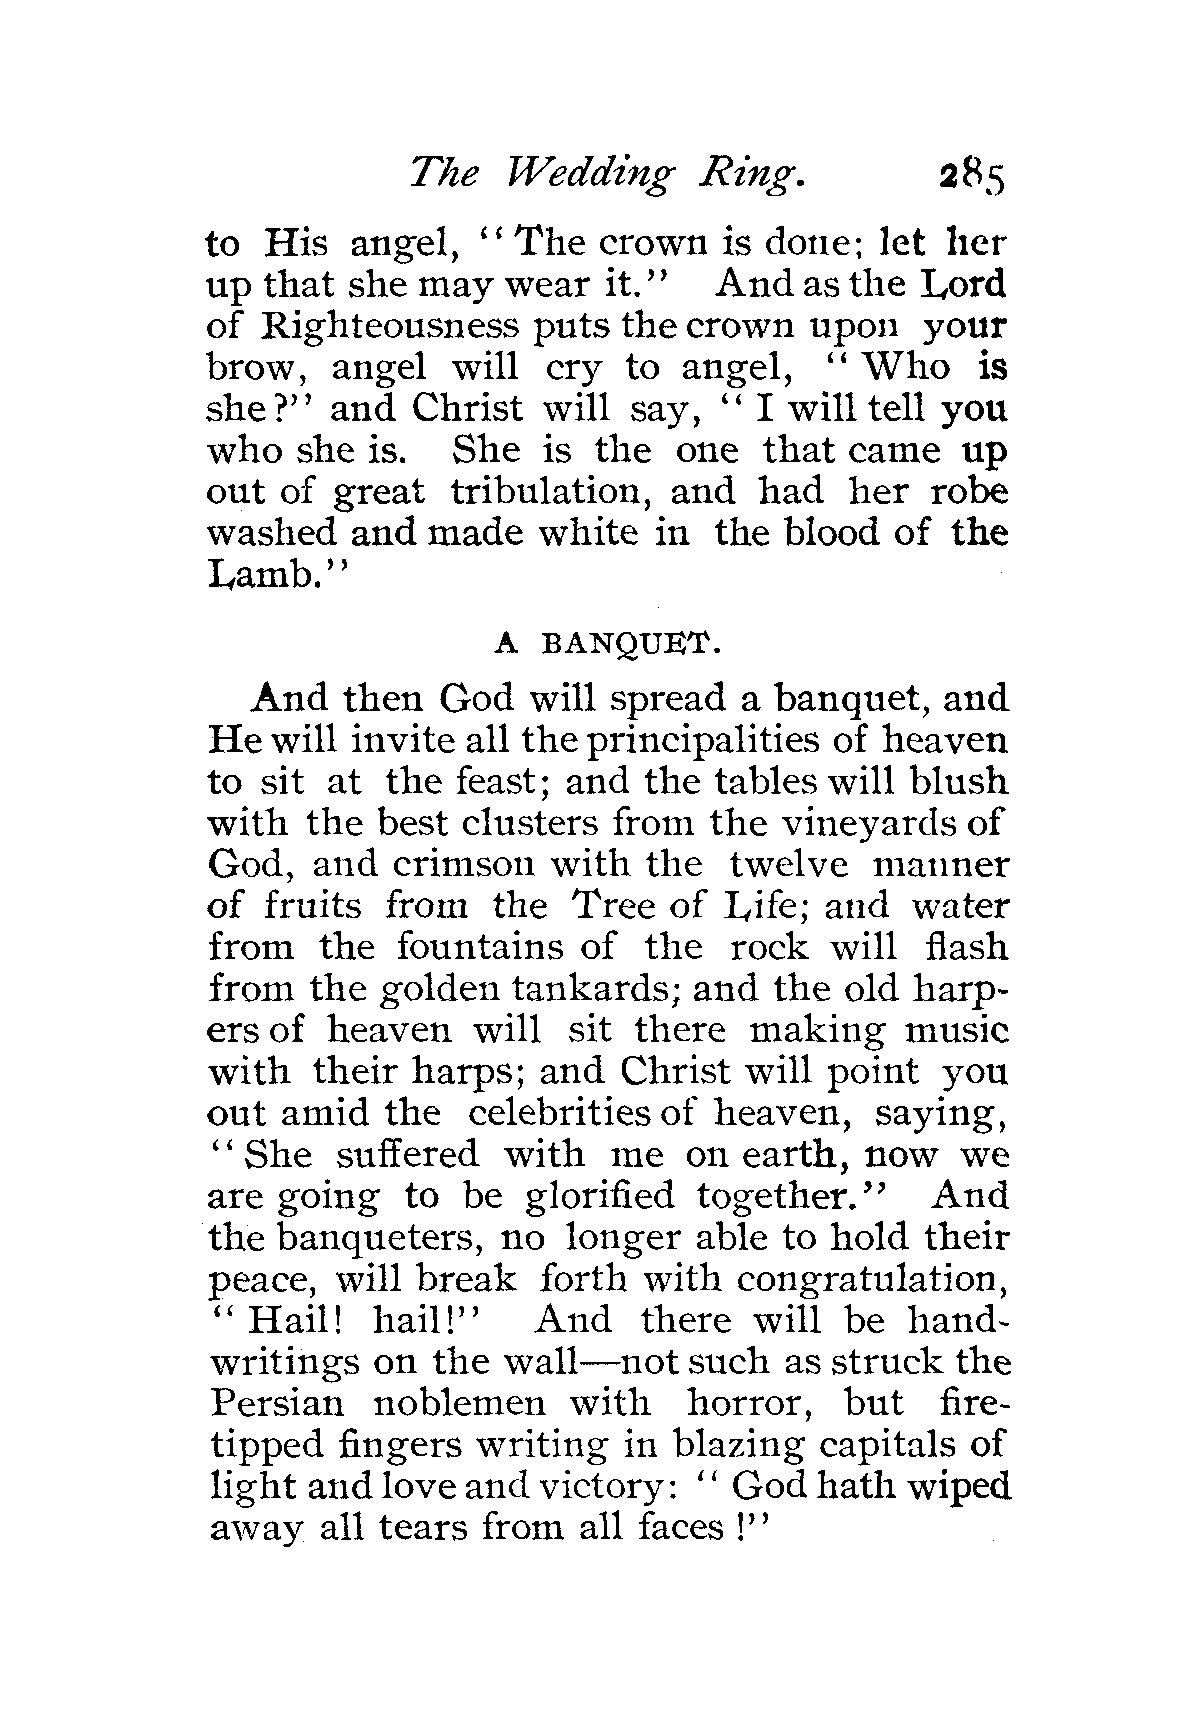 The Wedding Ring. 285
to His angel, "The crown is done; let her
up that she may wear it." And as the Lord
of Righteousness puts the crown upon your
brow, angel will cry to angel, "Who is
she?" and Christ will say, "I will tell you
who she is. She is the one that came up
out of great tribulation, and had her robe
washed and made white in the blood of the
Lamb."
A BANQUET.
And then God will spread a banquet, and
He will invite all the principalities of heaven
to sit at the feast; and the tables will blush
with the best clusters from the vineyards of
God, and crimson with the twelve manner
of fruits from the Tree of Life; and water
from the fountains of the rock will flash
from the golden tankards; and the old harp-
ers of heaven will sit there making music
with their harps; and Christ will point you
out amid the celebrities of heaven, saying,
"She suffered with me on earth, now we
are going to be glorified together." And
the banqueters, no longer able to hold their
peace, will break forth with congratulation,
"Hail! hail!" And there will be hand-
writings on the wall—not such as struck the
Persian noblemen with horror, but fire-
tipped fingers writing in blazing capitals of
light and love and victory: "God hath wiped
away all tears from all faces!"